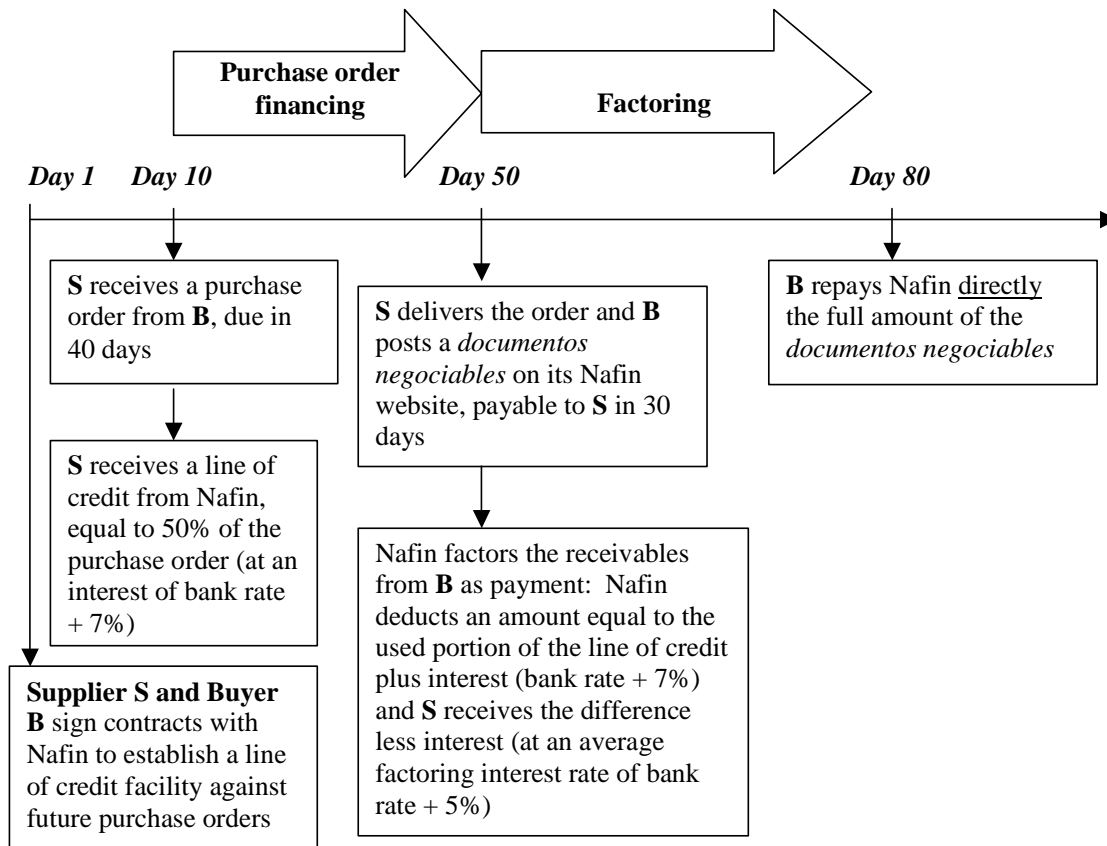 Purchase order
financing
Factoring
Day 1
Day 10
Day 50
Day 80
S receives a purchase
order from B, due in
40 days
S receives a line of
credit from Nafin,
equal to 50% of the
purchase order (at an
interest of bank rate
+ 7%)
Supplier S and Buyer
B sign contracts with
Nafin to establish a line
of credit facility against
future purchase orders
S delivers the order and B
posts a documentos
negociables on its Nafin
website, payable to S in 30
days
Nafin factors the receivables
from B as payment: Nafin
deducts an amount equal to the
used portion of the line of credit
plus interest (bank rate + 7%)
and S receives the difference
less interest (at an average
factoring interest rate of bank
rate + 5%)
B repays Nafin directly
the full amount of the
documentos negociables